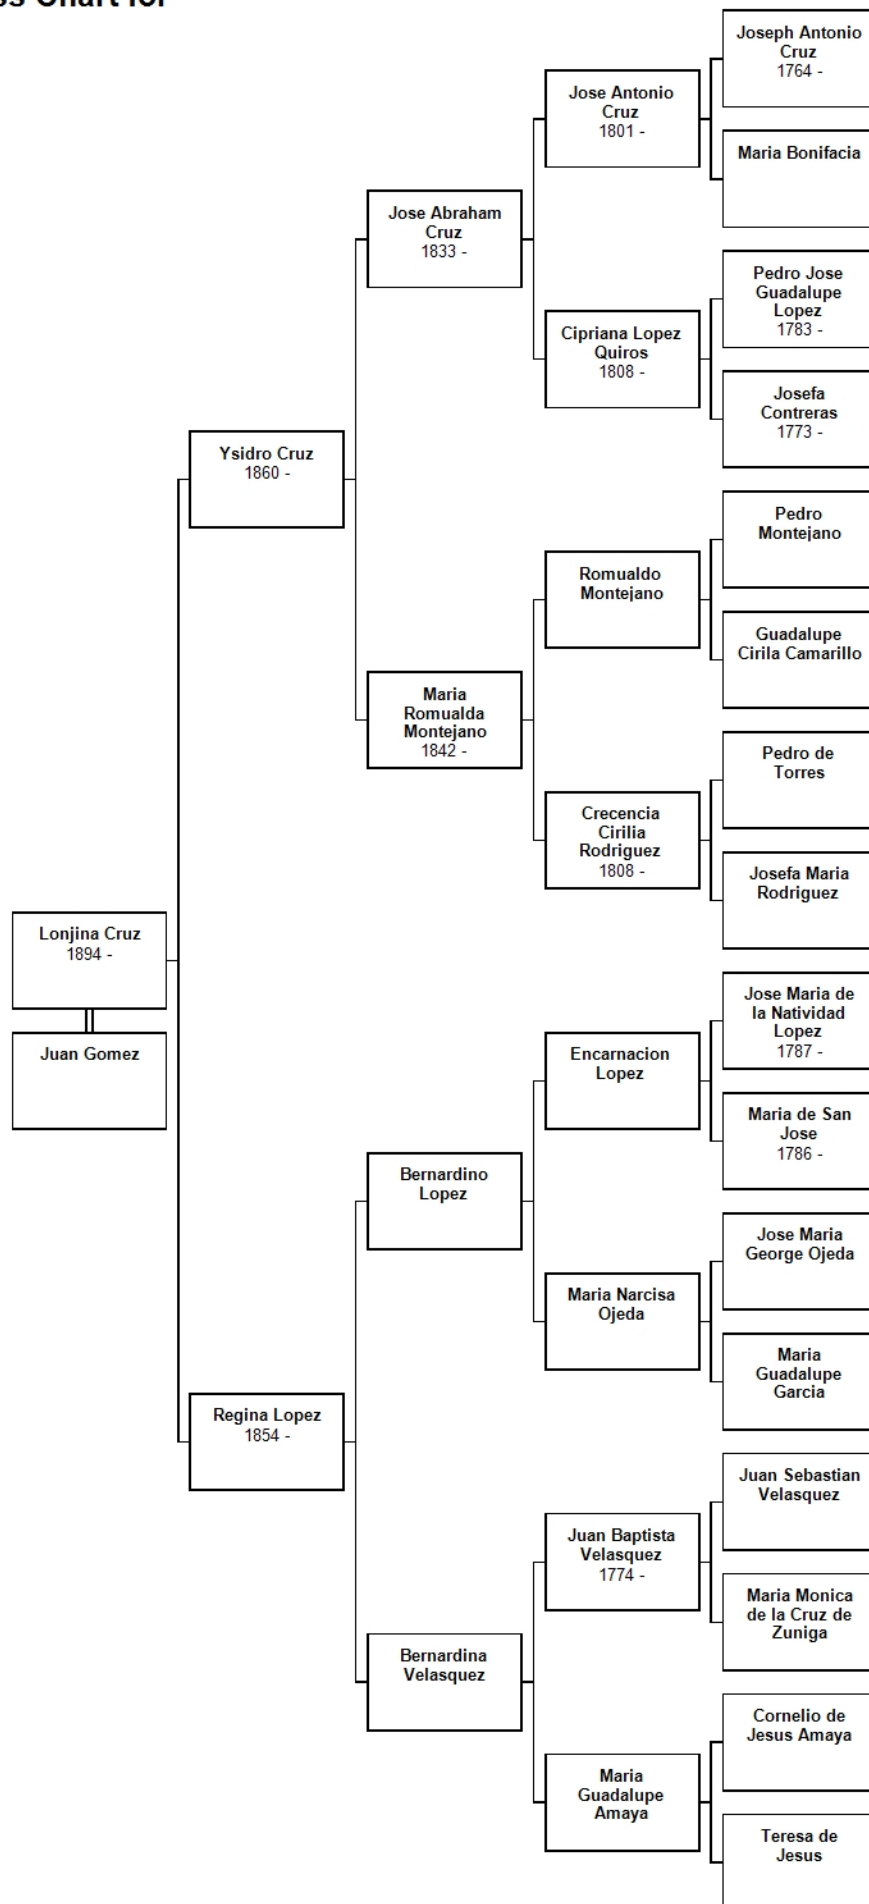 Joseph Antonio
Cruz
1764 -
Jose Antonio
Cruz
1801 -
Maria Bonifacia
Jose Abraham
Cruz
1833 -
Pedro Jose
Guadalupe
Lopez
1783 -
Cipriana Lopez
Quiros
1808 -
Josefa
Contreras
1773 -
Ysidro Cruz
1860 -
Pedro
Montejano
Romualdo
Montejano
Guadalupe
Cirila Camarillo
Maria
Romualda
Montejano
1842 -
Pedro de
Torres
Crecencia
Cirilia
Rodriguez
1808 -
Josefa Maria
Rodriguez
Lonjina Cruz
1894 -
Juan Gomez
Jose Maria de
la Natividad
Lopez
1787 -
Encarnacion
Lopez
Maria de San
Jose
1786 -
Bernardino
Lopez
Jose Maria
George Ojeda
Maria Narcisa
Ojeda
Maria
Guadalupe
Garcia
Regina Lopez
1854 -
Juan Sebastian
Velasquez
Juan Baptista
Velasquez
1774 -
Maria Monica
de la Cruz de
Zuniga
Bernardina
Velasquez
Cornelio de
Jesus Amaya
Maria
Guadalupe
Amaya
Teresa de
Jesus